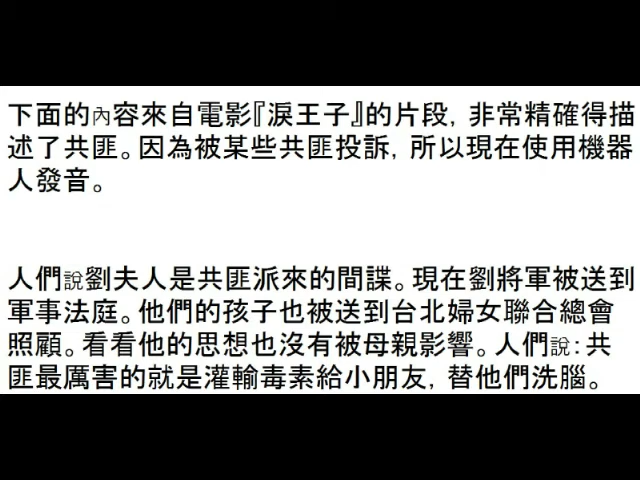 下面的內容來自電影『淚王子』的片段, 非常精確得描
述了共匪。因為被某些共匪投訴, 所以現在使用機器
人發音。
人們說劉夫人是共匪派來的間諜。現在劉將軍被送到
軍事法庭。他們的孩子也被送到台北婦女聯合總會
照顧。看看他的思想也沒有被母親影響。人們說: 共
匪最厲害的就是灌輸毒素給小朋友, 替他們洗腦。